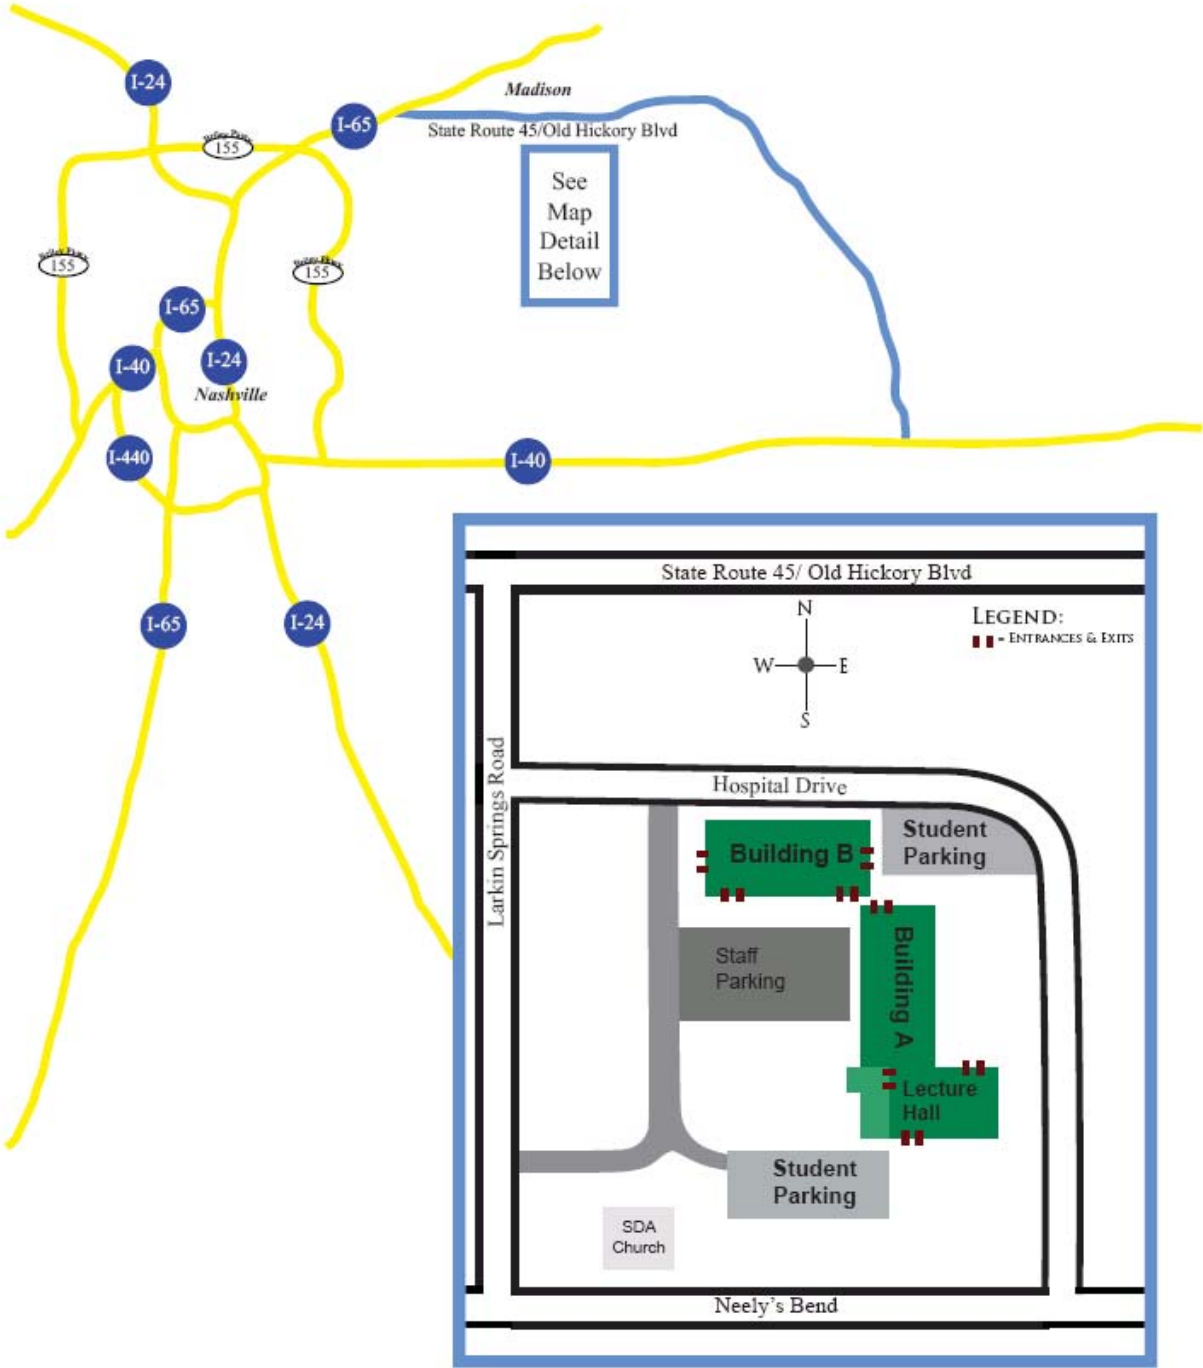 I-24
Madison
I-65
State Route 45/Old Hickory Blvd
155
See
Map
Detail
Below
155
155
I-65
I-24
I-40
Nashville
I-440
I-40
I-65
I-24
State Route 45/ Old Hickory Blvd
N
W
E
S
LEGEND:
= ENTRANCES & EXITS
Larkin Springs Road
Hospital Drive
Building B
Student
Parking
Staff
Parking
Building A
Lecture
Hall
Student
Parking
SDA
Church
Neely's Bend